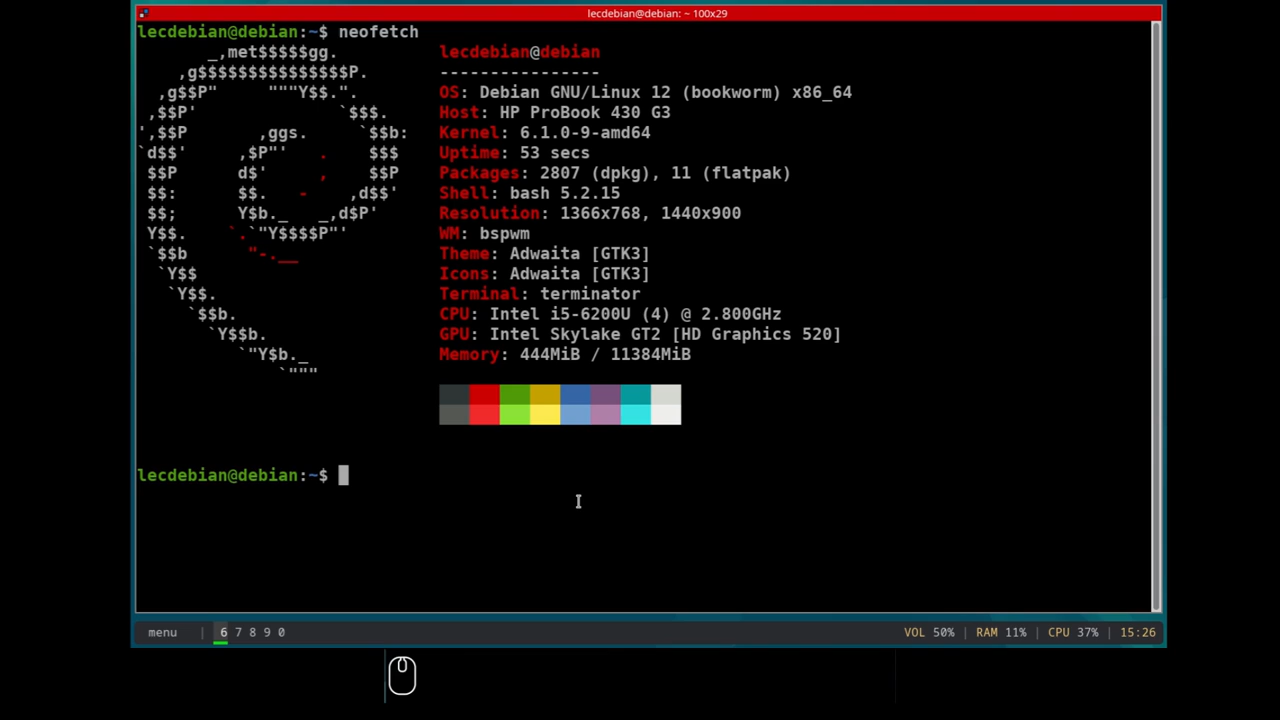 lecdebian@debian: ~ 100x29
lecdebian@debian:~$ neofetch
       _,met$$$$$gg.          lecdebian@debian
    ,g$$$$$$$$$$$$$$$P.       ----------------
  ,g$$P"     """Y$$.".        OS: Debian GNU/Linux 12 (bookworm) x86_64
 ,$$P'              `$$$.     Host: HP ProBook 430 G3
',$$P       ,ggs.     `$$b:   Kernel: 6.1.0-9-amd64
`d$$'     ,$P"'   .    $$$    Uptime: 53 secs
 $$P      d$'     ,    $$P    Packages: 2807 (dpkg), 11 (flatpak)
 $$:      $$.   -    ,d$$'    Shell: bash 5.2.15
 $$;      Y$b._   _,d$P'      Resolution: 1366x768, 1440x900
 Y$$.    `.`"Y$$$$P"'         WM: bspwm
 `$$b      "-.__              Theme: Adwaita [GTK3]
  `Y$$                        Icons: Adwaita [GTK3]
   `Y$$.                      Terminal: terminator
     `$$b.                    CPU: Intel i5-6200U (4) @ 2.800GHz
       `Y$$b.                 GPU: Intel Skylake GT2 [HD Graphics 520]
          `"Y$b._             Memory: 444MiB / 11384MiB
              `"""
lecdebian@debian:~$
menu | 6 7 8 9 0 VOL 50% | RAM 11% | CPU 37% | 15:26